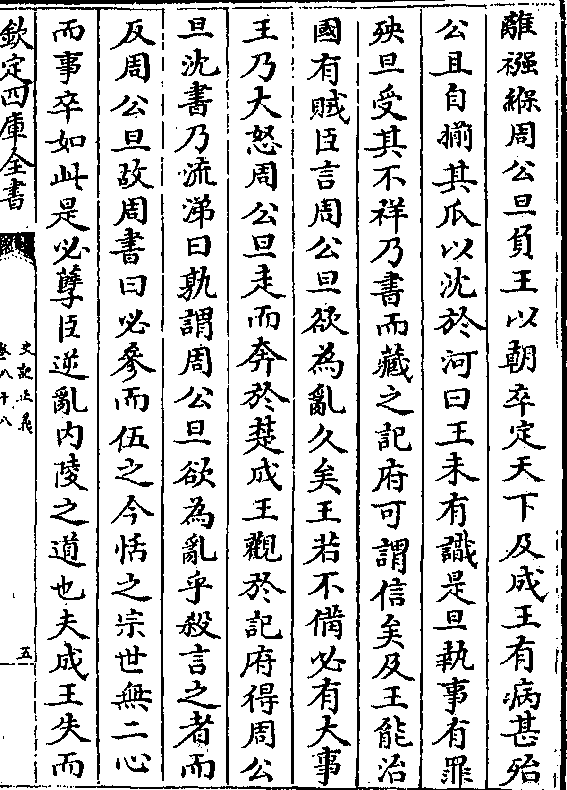 離襁緥周公旦負王以朝卒定天下及成王有病甚殆
公旦自揃其爪以沈於河曰王未有識是旦執事有罪
殃旦受其不祥乃書而藏之記府可謂信矣及王能治
國有賊臣言周公旦欲為亂久矣王若不備必有大事
王乃大怒周公旦走而奔於楚成王觀於記府得周公
旦沈書乃流涕曰孰謂周公旦欲為亂乎殺言之者而
反周公旦故周書曰必參而伍之今恬之宗世無二心
而事卒如此是必孽臣逆亂內陵之道也夫成王失而
欽定四庫全書
史記正義
卷八十八
五